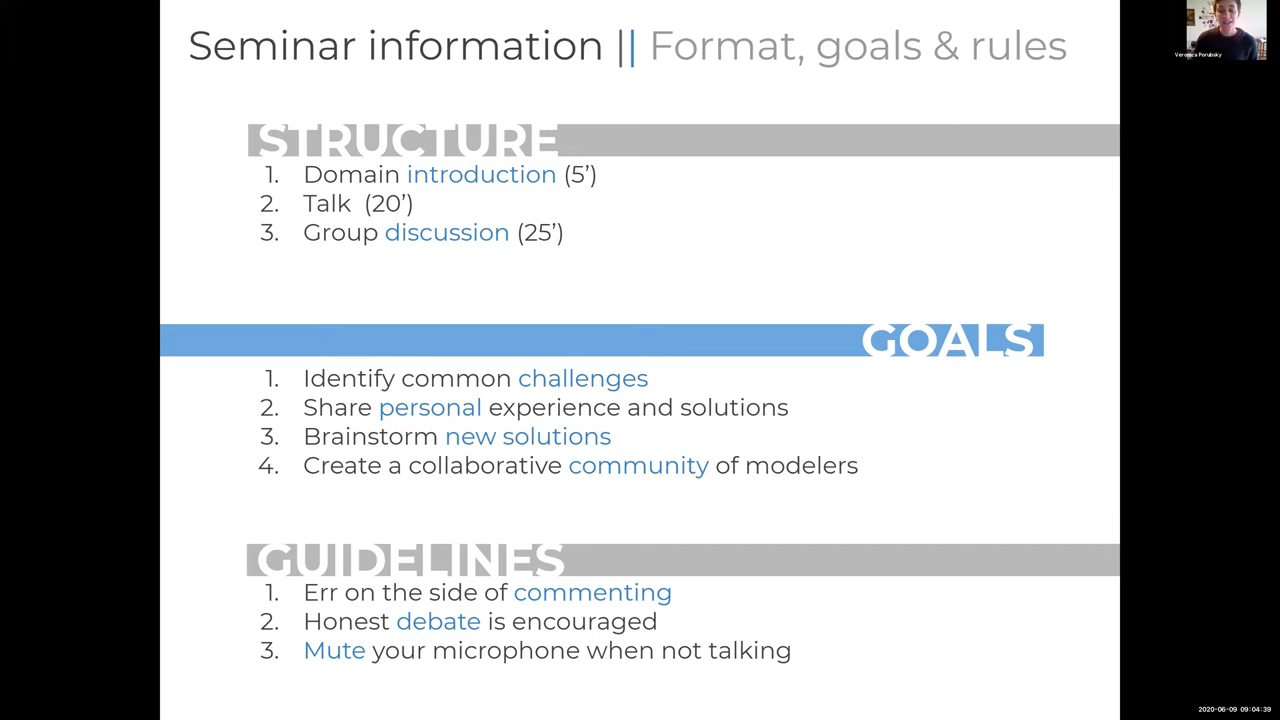 Seminar information || Format, goals & rules
Veronica Porubsky
STRUCTURE
1. Domain introduction (5’)
2. Talk (20’)
3. Group discussion (25’)
GOALS
1. Identify common challenges
2. Share personal experience and solutions
3. Brainstorm new solutions
4. Create a collaborative community of modelers
GUIDELINES
1. Err on the side of commenting
2. Honest debate is encouraged
3. Mute your microphone when not talking
2020-06-09 09:04:39